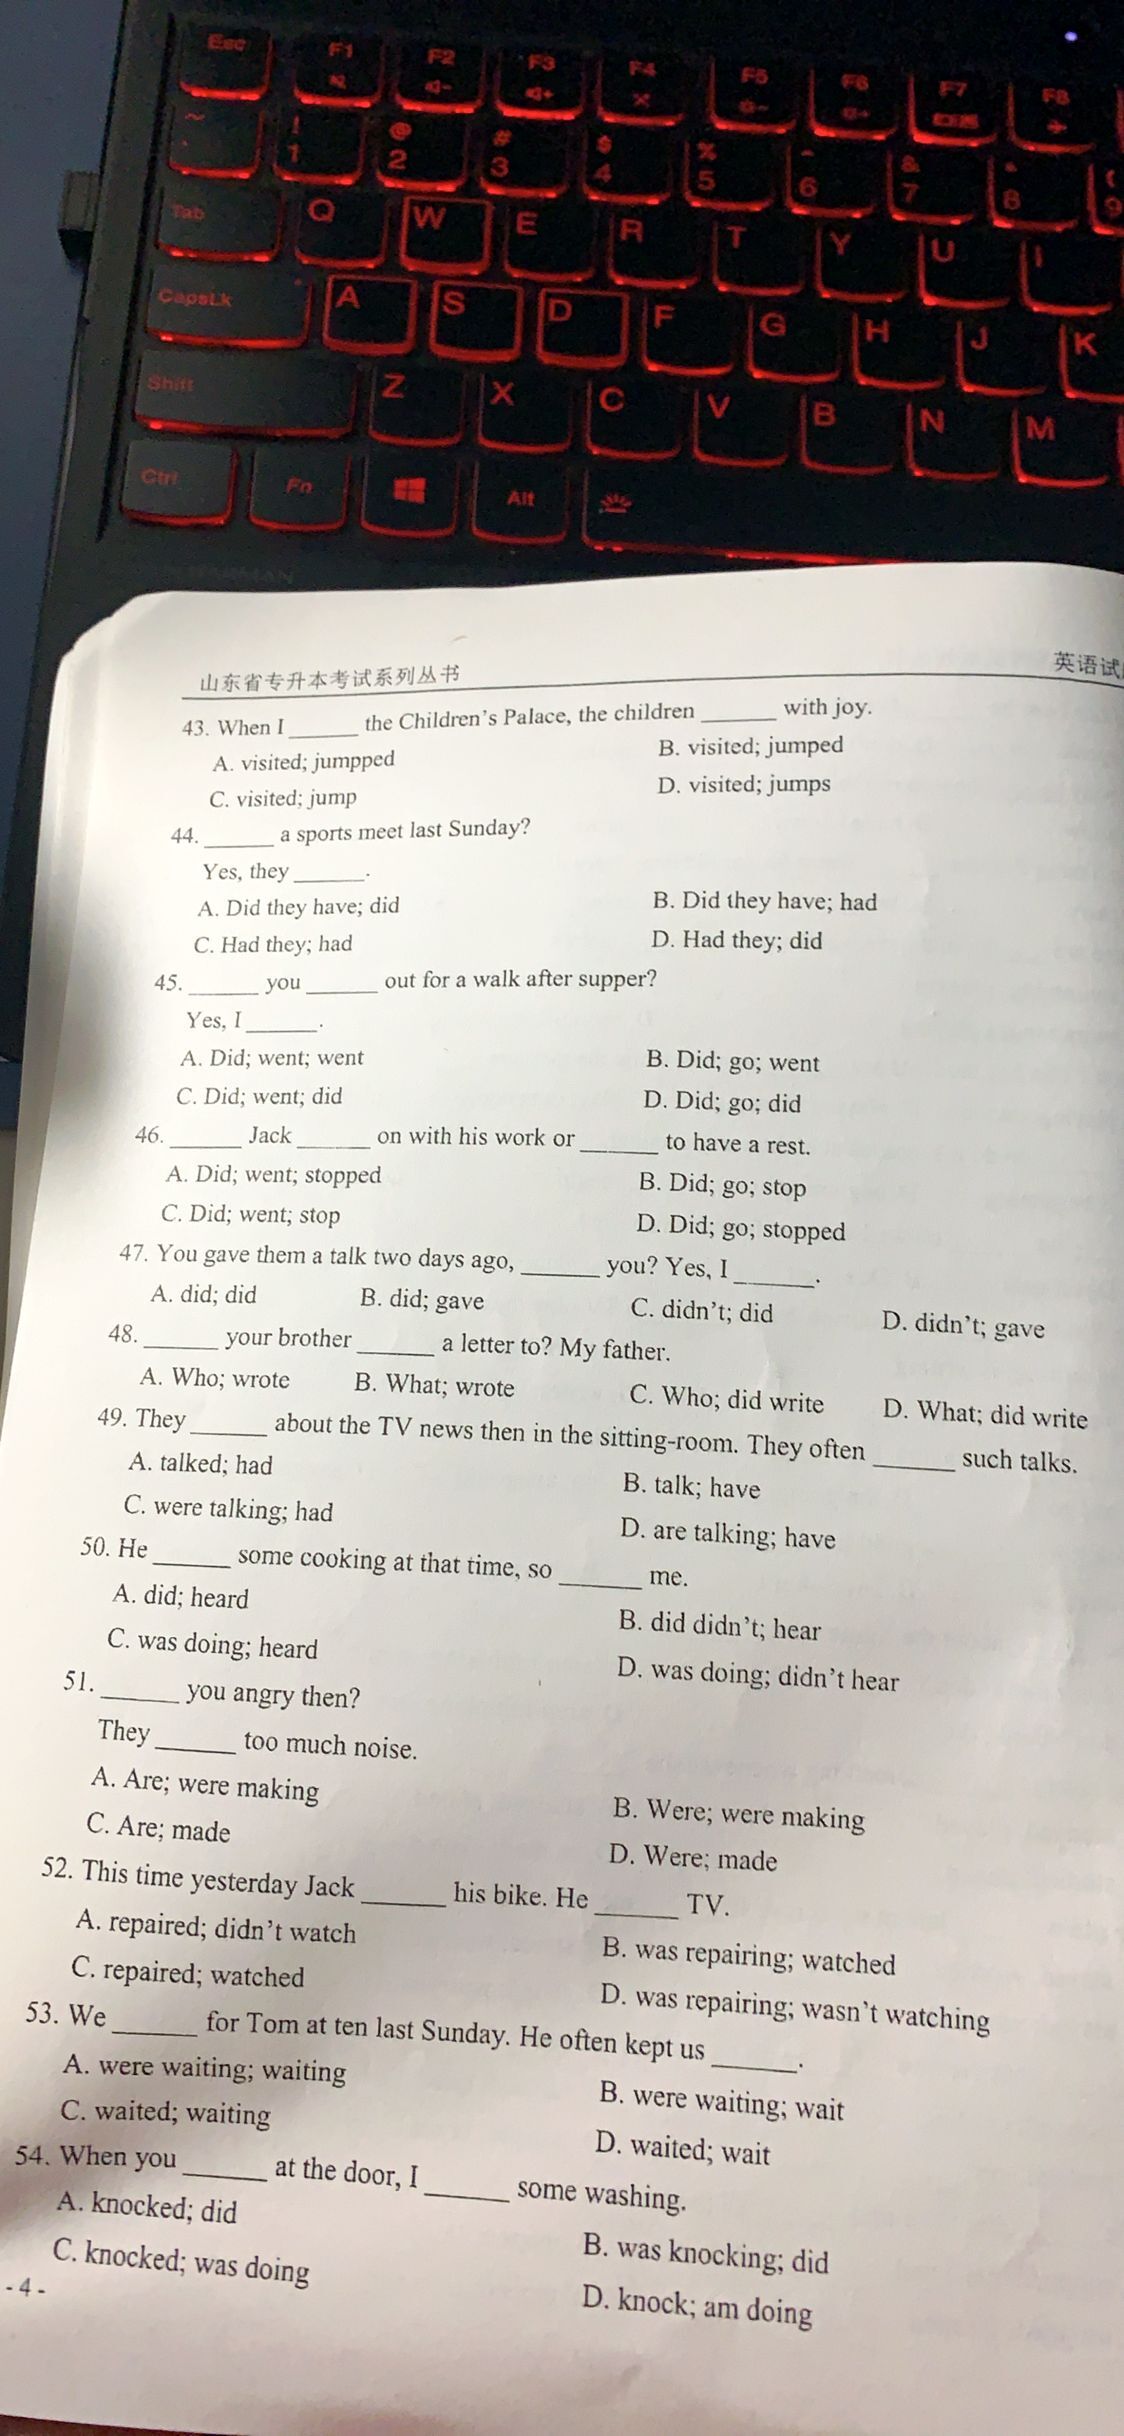 Esc F1 F2 F3 F4 F5 F6 F7 F8
~ ! @ # $ % ^ & * (
1 2 3 4 5 6 7 8 9
Tab Q W E R T Y U I
CapsLk A S D F G H J K
Shift Z X C V B N M
Ctrl Fn Alt
山东省专升本考试系列丛书 英语试
43. When I ______ the Children's Palace, the children ______ with joy.
A. visited; jumpped B. visited; jumped
C. visited; jump D. visited; jumps
44. ______ a sports meet last Sunday?
Yes, they ______.
A. Did they have; did B. Did they have; had
C. Had they; had D. Had they; did
45. ______ you ______ out for a walk after supper?
Yes, I ______.
A. Did; went; went B. Did; go; went
C. Did; went; did D. Did; go; did
46. ______ Jack ______ on with his work or ______ to have a rest.
A. Did; went; stopped B. Did; go; stop
C. Did; went; stop D. Did; go; stopped
47. You gave them a talk two days ago, ______ you? Yes, I ______.
A. did; did B. did; gave C. didn't; did D. didn't; gave
48. ______ your brother ______ a letter to? My father.
A. Who; wrote B. What; wrote C. Who; did write D. What; did write
49. They ______ about the TV news then in the sitting-room. They often ______ such talks.
A. talked; had B. talk; have
C. were talking; had D. are talking; have
50. He ______ some cooking at that time, so ______ me.
A. did; heard B. did didn't; hear
C. was doing; heard D. was doing; didn't hear
51. ______ you angry then?
They ______ too much noise.
A. Are; were making B. Were; were making
C. Are; made D. Were; made
52. This time yesterday Jack ______ his bike. He ______ TV.
A. repaired; didn't watch B. was repairing; watched
C. repaired; watched D. was repairing; wasn't watching
53. We ______ for Tom at ten last Sunday. He often kept us ______.
A. were waiting; waiting B. were waiting; wait
C. waited; waiting D. waited; wait
54. When you ______ at the door, I ______ some washing.
A. knocked; did B. was knocking; did
C. knocked; was doing D. knock; am doing
- 4 -